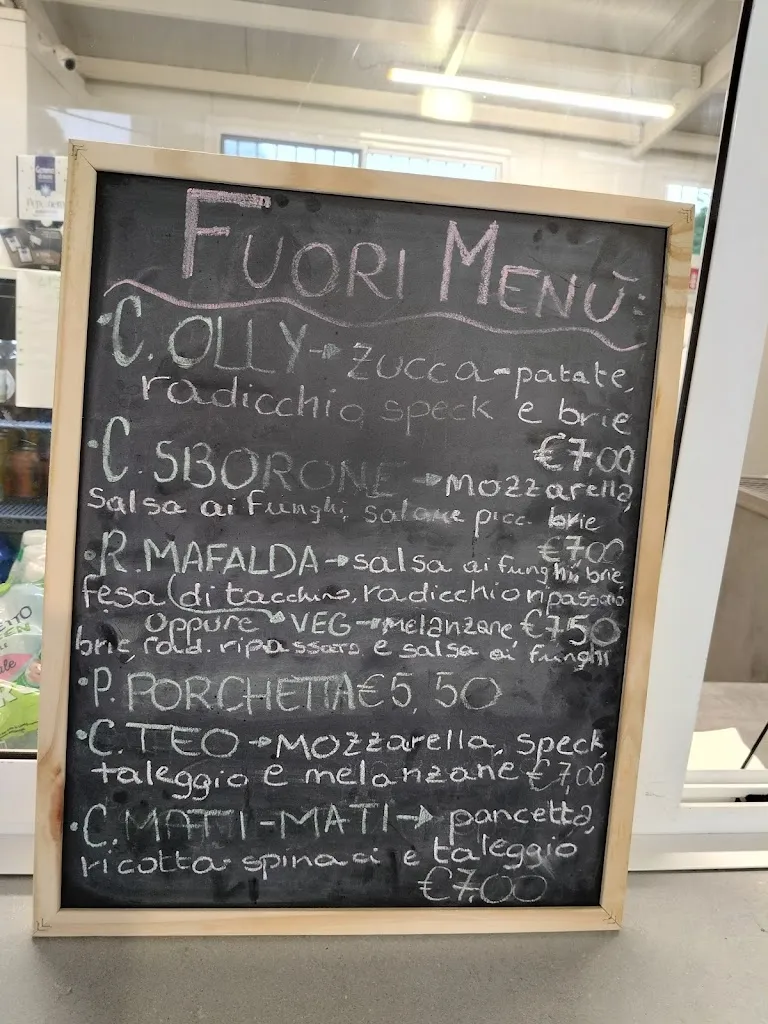 FUORI MENÙ:
·C. OLLY→ zucca-patate,
radicchio speck e brie
€7,00
·C. SBORONE→Mozzarella,
salsa ai funghi, salame picc. brie
€7,00
·R. MAFALDA→salsa ai funghi brie
fesa (di tacchino, radicchio ripassato
oppure VEG→melanzane €7,50
brie, rad. ripassato e salsa ai funghi
·P. PORCHETTA €5,50
·C. TEO→Mozzarella, speck,
taleggio e melanzane €7,00
·C. MATTI-MATI→ pancetta,
ricotta-spinaci e taleggio
€7,00